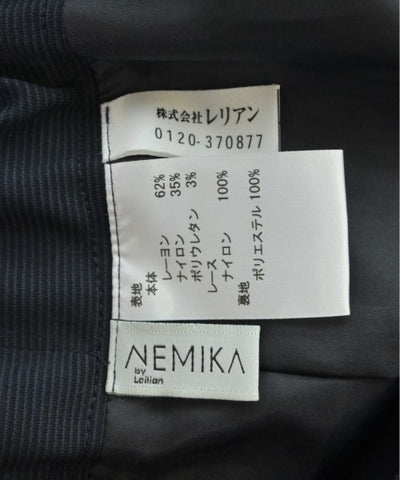 株式会社レリアン
0120-370877
表地
本体
レーヨン 62%
ナイロン 35%
ポリウレタン 3%
レース
ナイロン 100%
裏地
ポリエステル 100%
NEMIKA
by
Leilian